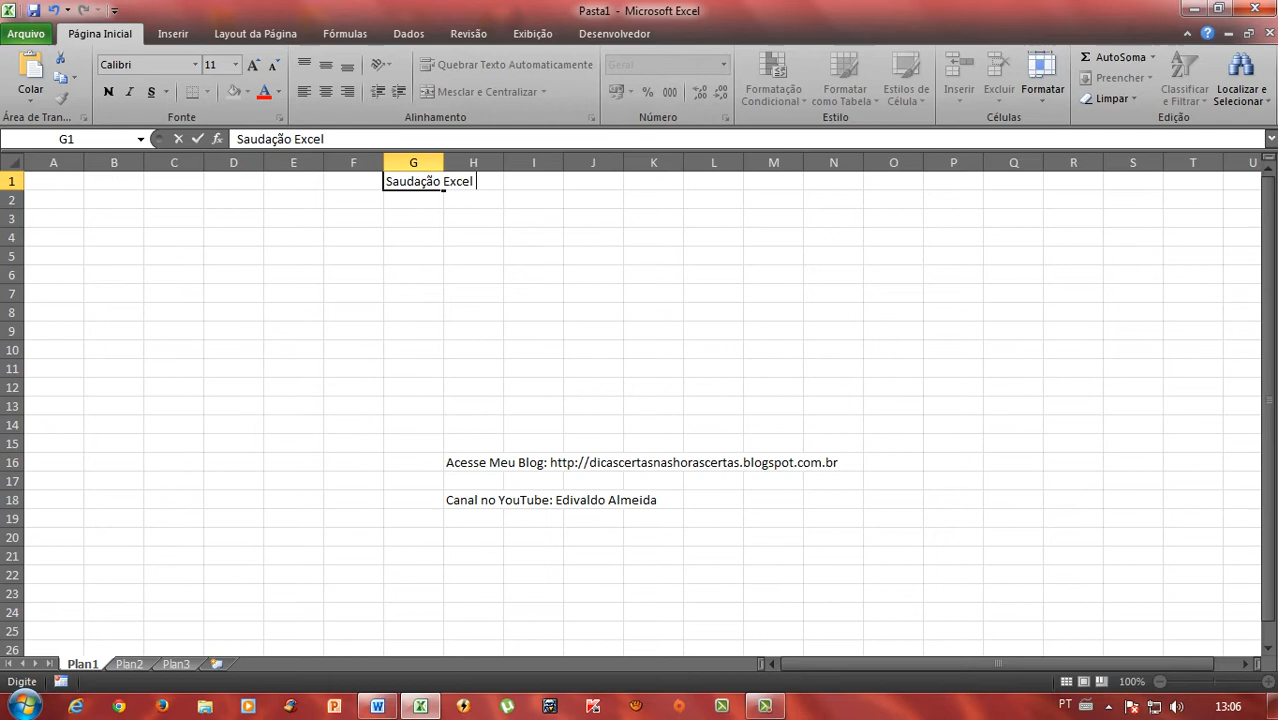 Pasta1 - Microsoft Excel
Arquivo Página Inicial Inserir Layout da Página Fórmulas Dados Revisão Exibição Desenvolvedor
Colar
Área de Tran...
Calibri 11
N I S
Fonte
Quebrar Texto Automaticamente
Mesclar e Centralizar
Alinhamento
Geral
% 000
Número
Formatação Condicional
Formatar como Tabela
Estilos de Célula
Estilo
Inserir Excluir Formatar
Células
Σ AutoSoma
Preencher
Limpar
Classificar e Filtrar
Localizar e Selecionar
Edição
G1 fx Saudação Excel
A B C D E F G H I J K L M N O P Q R S T U
1 Saudação Excel
2
3
4
5
6
7
8
9
10
11
12
13
14
15
16 Acesse Meu Blog: http://dicascertasnashorascertas.blogspot.com.br
17
18 Canal no YouTube: Edivaldo Almeida
19
20
21
22
23
24
25
26
Plan1 Plan2 Plan3
Digite 100%
PT 13:06